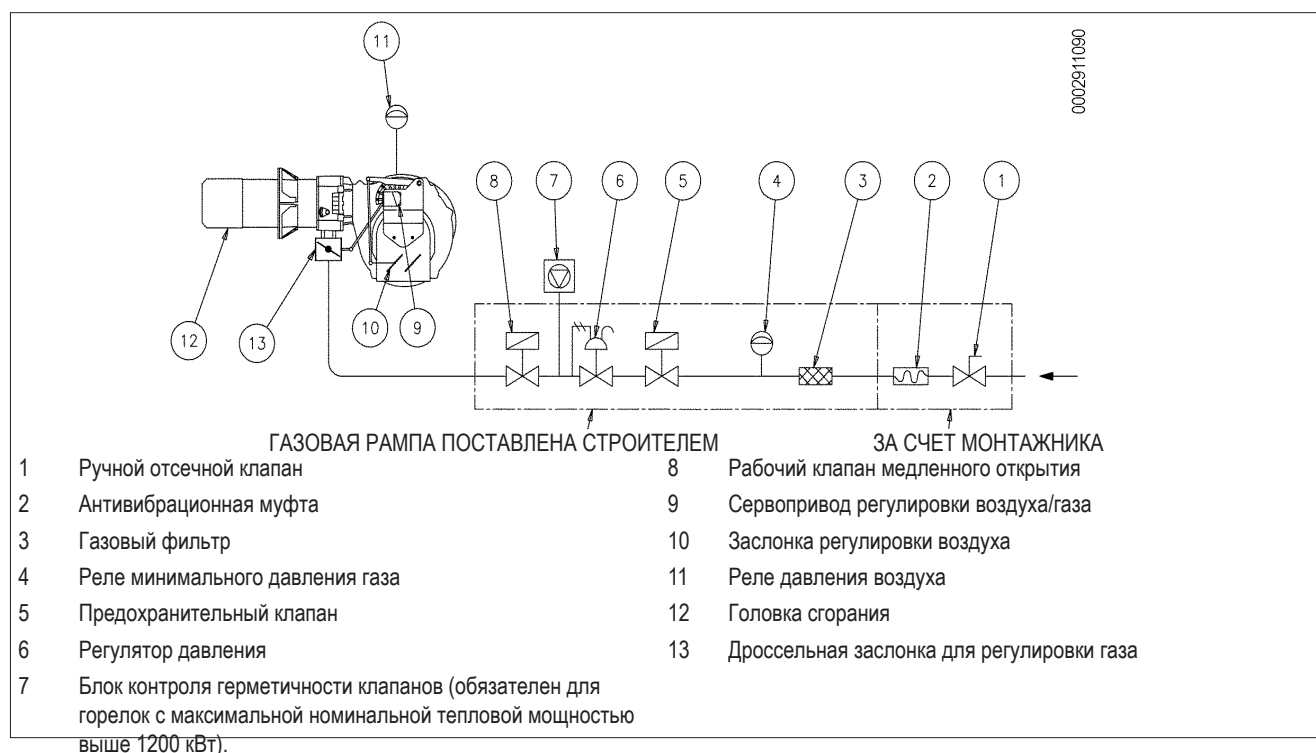 11
0002911090
8
7
6
5
4
3
2
1
12
13
10
9
ГАЗОВАЯ РАМПА ПОСТАВЛЕНА СТРОИТЕЛЕМ
ЗА СЧЕТ МОНТАЖНИКА
1 Ручной отсечной клапан
2 Антивибрационная муфта
3 Газовый фильтр
4 Реле минимального давления газа
5 Предохранительный клапан
6 Регулятор давления
7 Блок контроля герметичности клапанов (обязателен для
горелок с максимальной номинальной тепловой мощностью
выше 1200 кВт).
8 Рабочий клапан медленного открытия
9 Сервопривод регулировки воздуха/газа
10 Заслонка регулировки воздуха
11 Реле давления воздуха
12 Головка сгорания
13 Дроссельная заслонка для регулировки газа